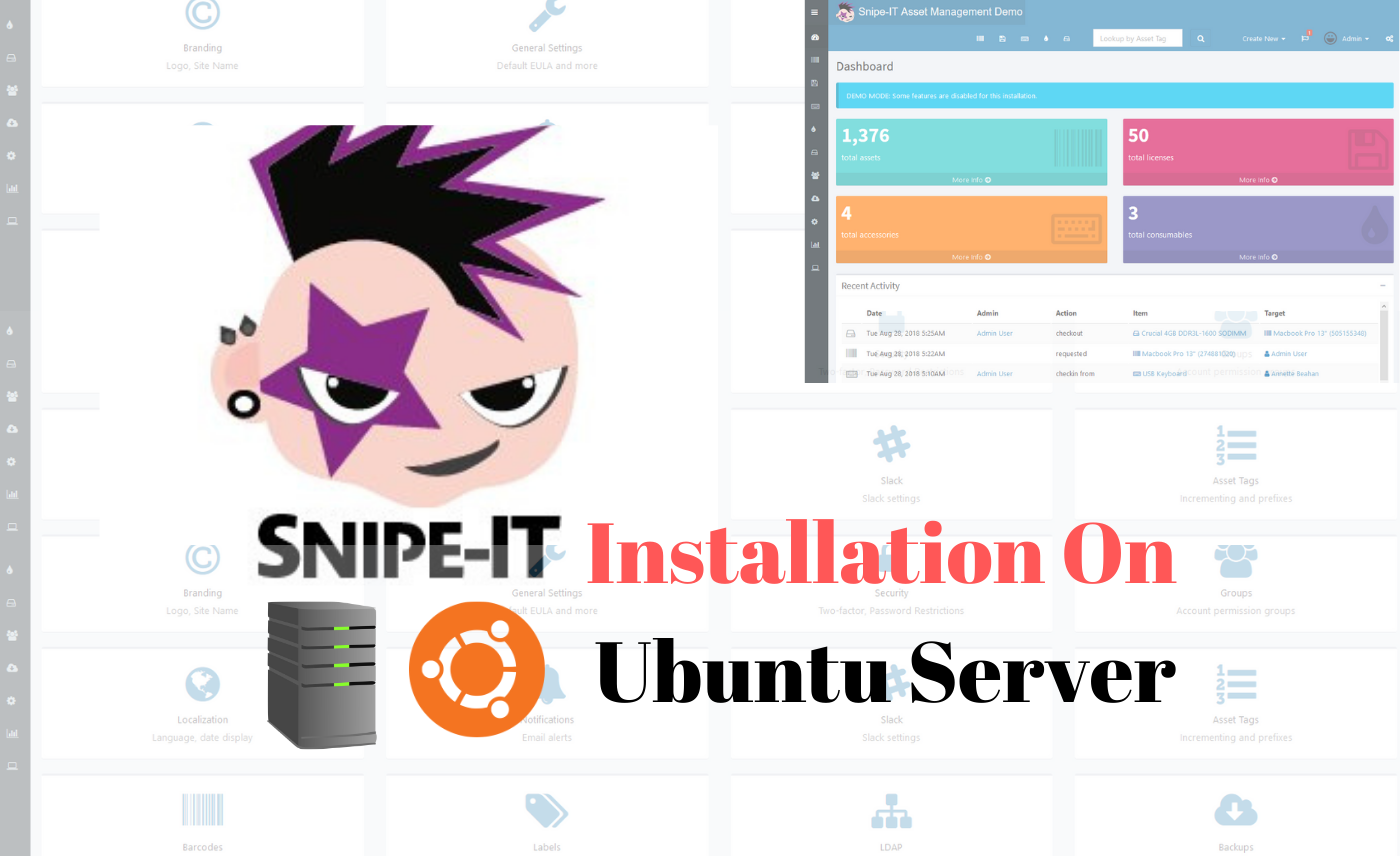 Branding
Logo, Site Name
General Settings
Default EULA and more
Snipe-IT Asset Management Demo
Lookup by Asset Tag
Create New
Admin
Dashboard
DEMO MODE: Some features are disabled for this installation.
1,376
total assets
More Info
50
total licenses
More Info
4
total accessories
More Info
3
total consumables
More Info
Recent Activity
Date Admin Action Item Target
Tue Aug 28, 2018 5:25AM Admin User checkout Crucial 4GB DDR3L-1600 SODIMM Macbook Pro 13" (505155348)
Tue Aug 28, 2018 5:22AM requested Macbook Pro 13" Admin User
Tue Aug 28, 2018 5:10AM Admin User checkin from USB Keyboard Annette Beahan
Slack
Slack settings
1
2
3
Asset Tags
Incrementing and prefixes
SNIPE-IT
Installation On
Ubuntu Server
Branding
Logo, Site Name
General Settings
Default EULA and more
Security
Two-factor, Password Restrictions
Groups
Account permission groups
Localization
Language, date display
Notifications
Email alerts
Slack
Slack settings
1
2
3
Asset Tags
Incrementing and prefixes
Barcodes
Labels
LDAP
Backups